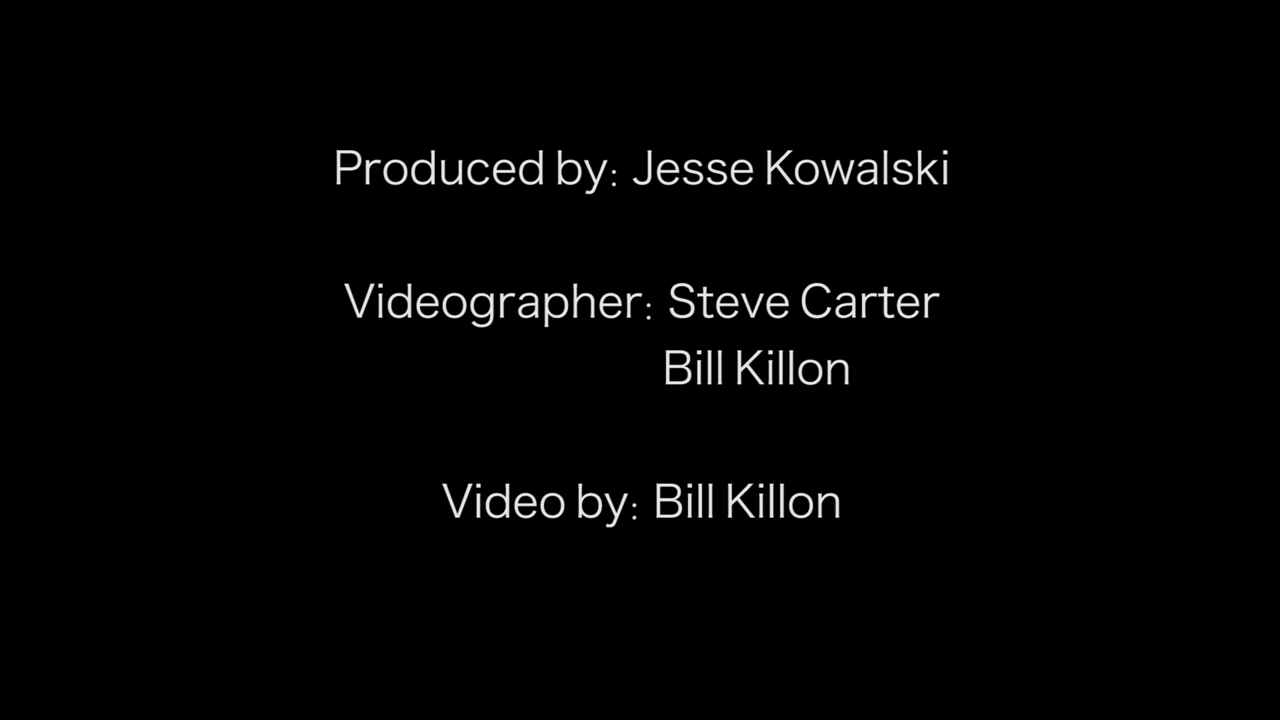 Produced by: Jesse Kowalski
Videographer: Steve Carter
Bill Killon
Video by: Bill Killon